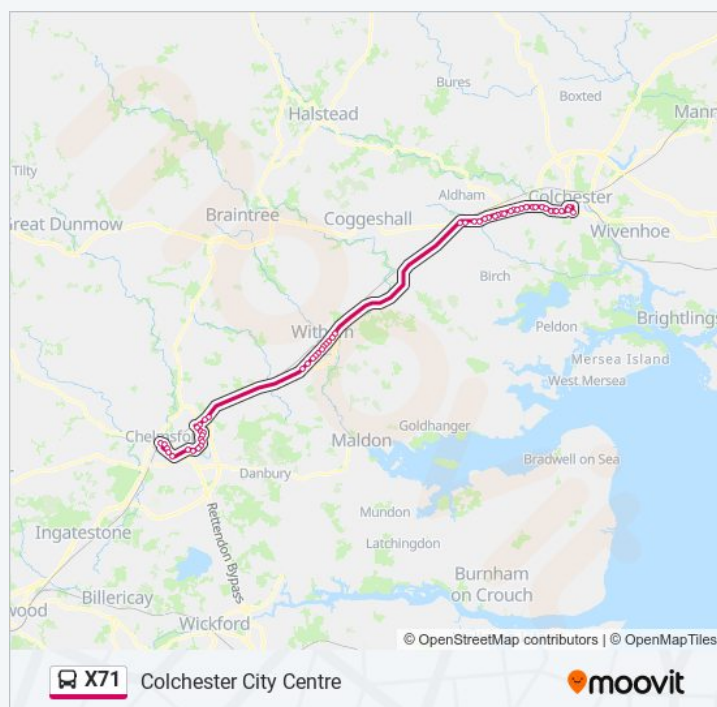 Bures
Boxted
Halstead
Mann
Tilty
Aldham
Colchester
Great Dunmow
Braintree
Coggeshall
Wivenhoe
Birch
Witham
Peldon
Brightlings
Mersea Island
West Mersea
Chelmsford
Goldhanger
Maldon
Bradwell on Sea
Danbury
Mundon
Ingatestone
Rettendon Bypass
Latchingdon
Burnham
on Crouch
Billericay
wood
Wickford
© OpenStreetMap contributors | © OpenMapTiles
X71 Colchester City Centre
moovit